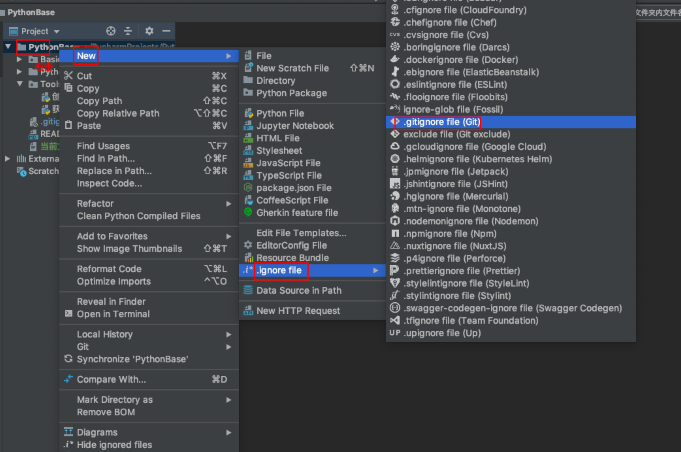 PythonBase
文件夹内文件名
Project
PythonBase
Basi
Pyth
Tools
.gitig
READ
当前
Externa
Scratch
New
Cut ⌘X
Copy ⌘C
Copy Path ⇧⌘C
Copy Relative Path ⌥⇧⌘C
Paste ⌘V
Find Usages ⌥F7
Find in Path... ⇧⌘F
Replace in Path... ⇧⌘R
Inspect Code...
Refactor
Clean Python Compiled Files
Add to Favorites
Show Image Thumbnails ⇧⌘T
Reformat Code ⌥⌘L
Optimize Imports ^⌥O
Reveal in Finder
Open in Terminal
Local History
Git
Synchronize 'PythonBase'
Compare With... ⌘D
Mark Directory as
Remove BOM
Diagrams
.i* Hide ignored files
File
New Scratch File ⇧⌘N
Directory
Python Package
Python File
Jupyter Notebook
HTML File
Stylesheet
JavaScript File
TypeScript File
package.json File
CoffeeScript File
Gherkin feature file
Edit File Templates...
EditorConfig File
Resource Bundle
.i* .ignore file
Data Source in Path
New HTTP Request
.cfignore file (CloudFoundry)
.chefignore file (Chef)
.cvsignore file (Cvs)
.boringignore file (Darcs)
.dockerignore file (Docker)
.ebignore file (ElasticBeanstalk)
.eslintignore file (ESLint)
.flooignore file (Floobits)
ignore-glob file (Fossil)
.gitignore file (Git)
exclude file (Git exclude)
.gcloudignore file (Google Cloud)
.helmignore file (Kubernetes Helm)
.jpmignore file (Jetpack)
.jshintignore file (JSHint)
.hgignore file (Mercurial)
.mtn-ignore file (Monotone)
.nodemonignore file (Nodemon)
.npmignore file (Npm)
.nuxtignore file (NuxtJS)
.p4ignore file (Perforce)
.prettierignore file (Prettier)
.stylelintignore file (StyleLint)
.stylintignore file (Stylint)
.swagger-codegen-ignore file (Swagger Codegen)
.tfignore file (Team Foundation)
UP .upignore file (Up)